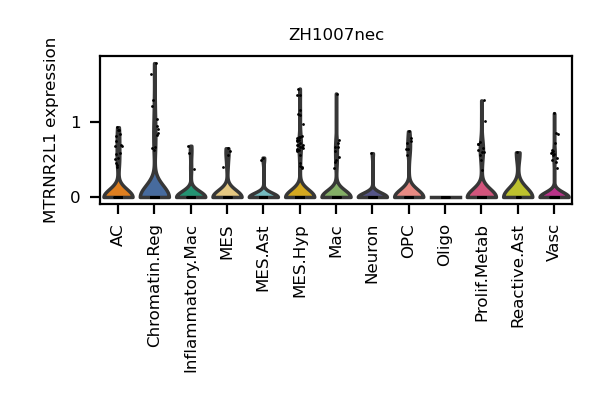 ZH1007nec
MTRNR2L1 expression
1
0
AC
Chromatin.Reg
Inflammatory.Mac
MES
MES.Ast
MES.Hyp
Mac
Neuron
OPC
Oligo
Prolif.Metab
Reactive.Ast
Vasc